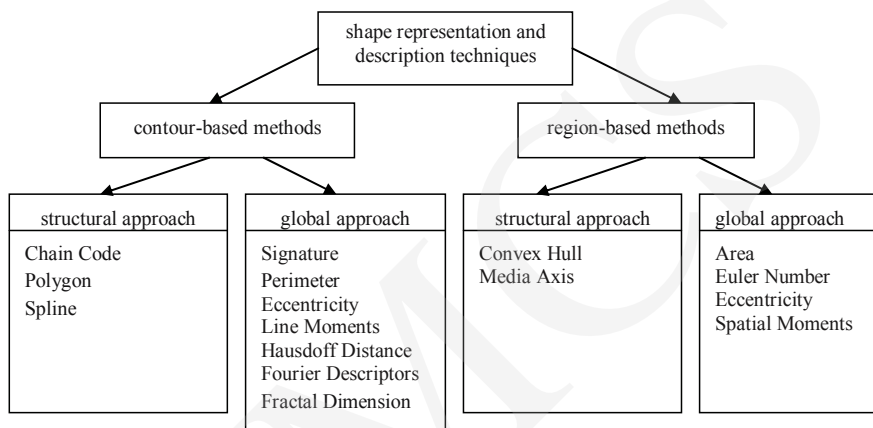 shape representation and
description techniques
contour-based methods
region-based methods
structural approach
Chain Code
Polygon
Spline
global approach
Signature
Perimeter
Eccentricity
Line Moments
Hausdoff Distance
Fourier Descriptors
Fractal Dimension
structural approach
Convex Hull
Media Axis
global approach
Area
Euler Number
Eccentricity
Spatial Moments